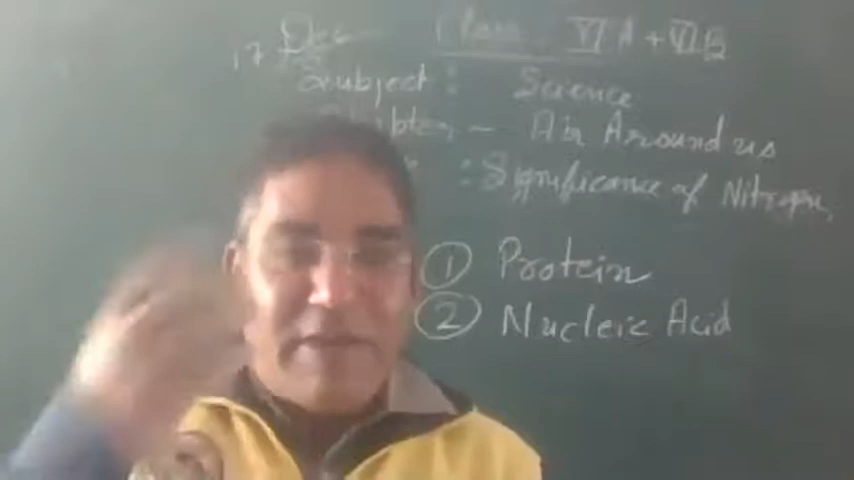 17 Dec Class VI A + VI B
Subject : Science
Air Around us
: Significance of Nitrogen,
① Protein
② Nucleic Acid